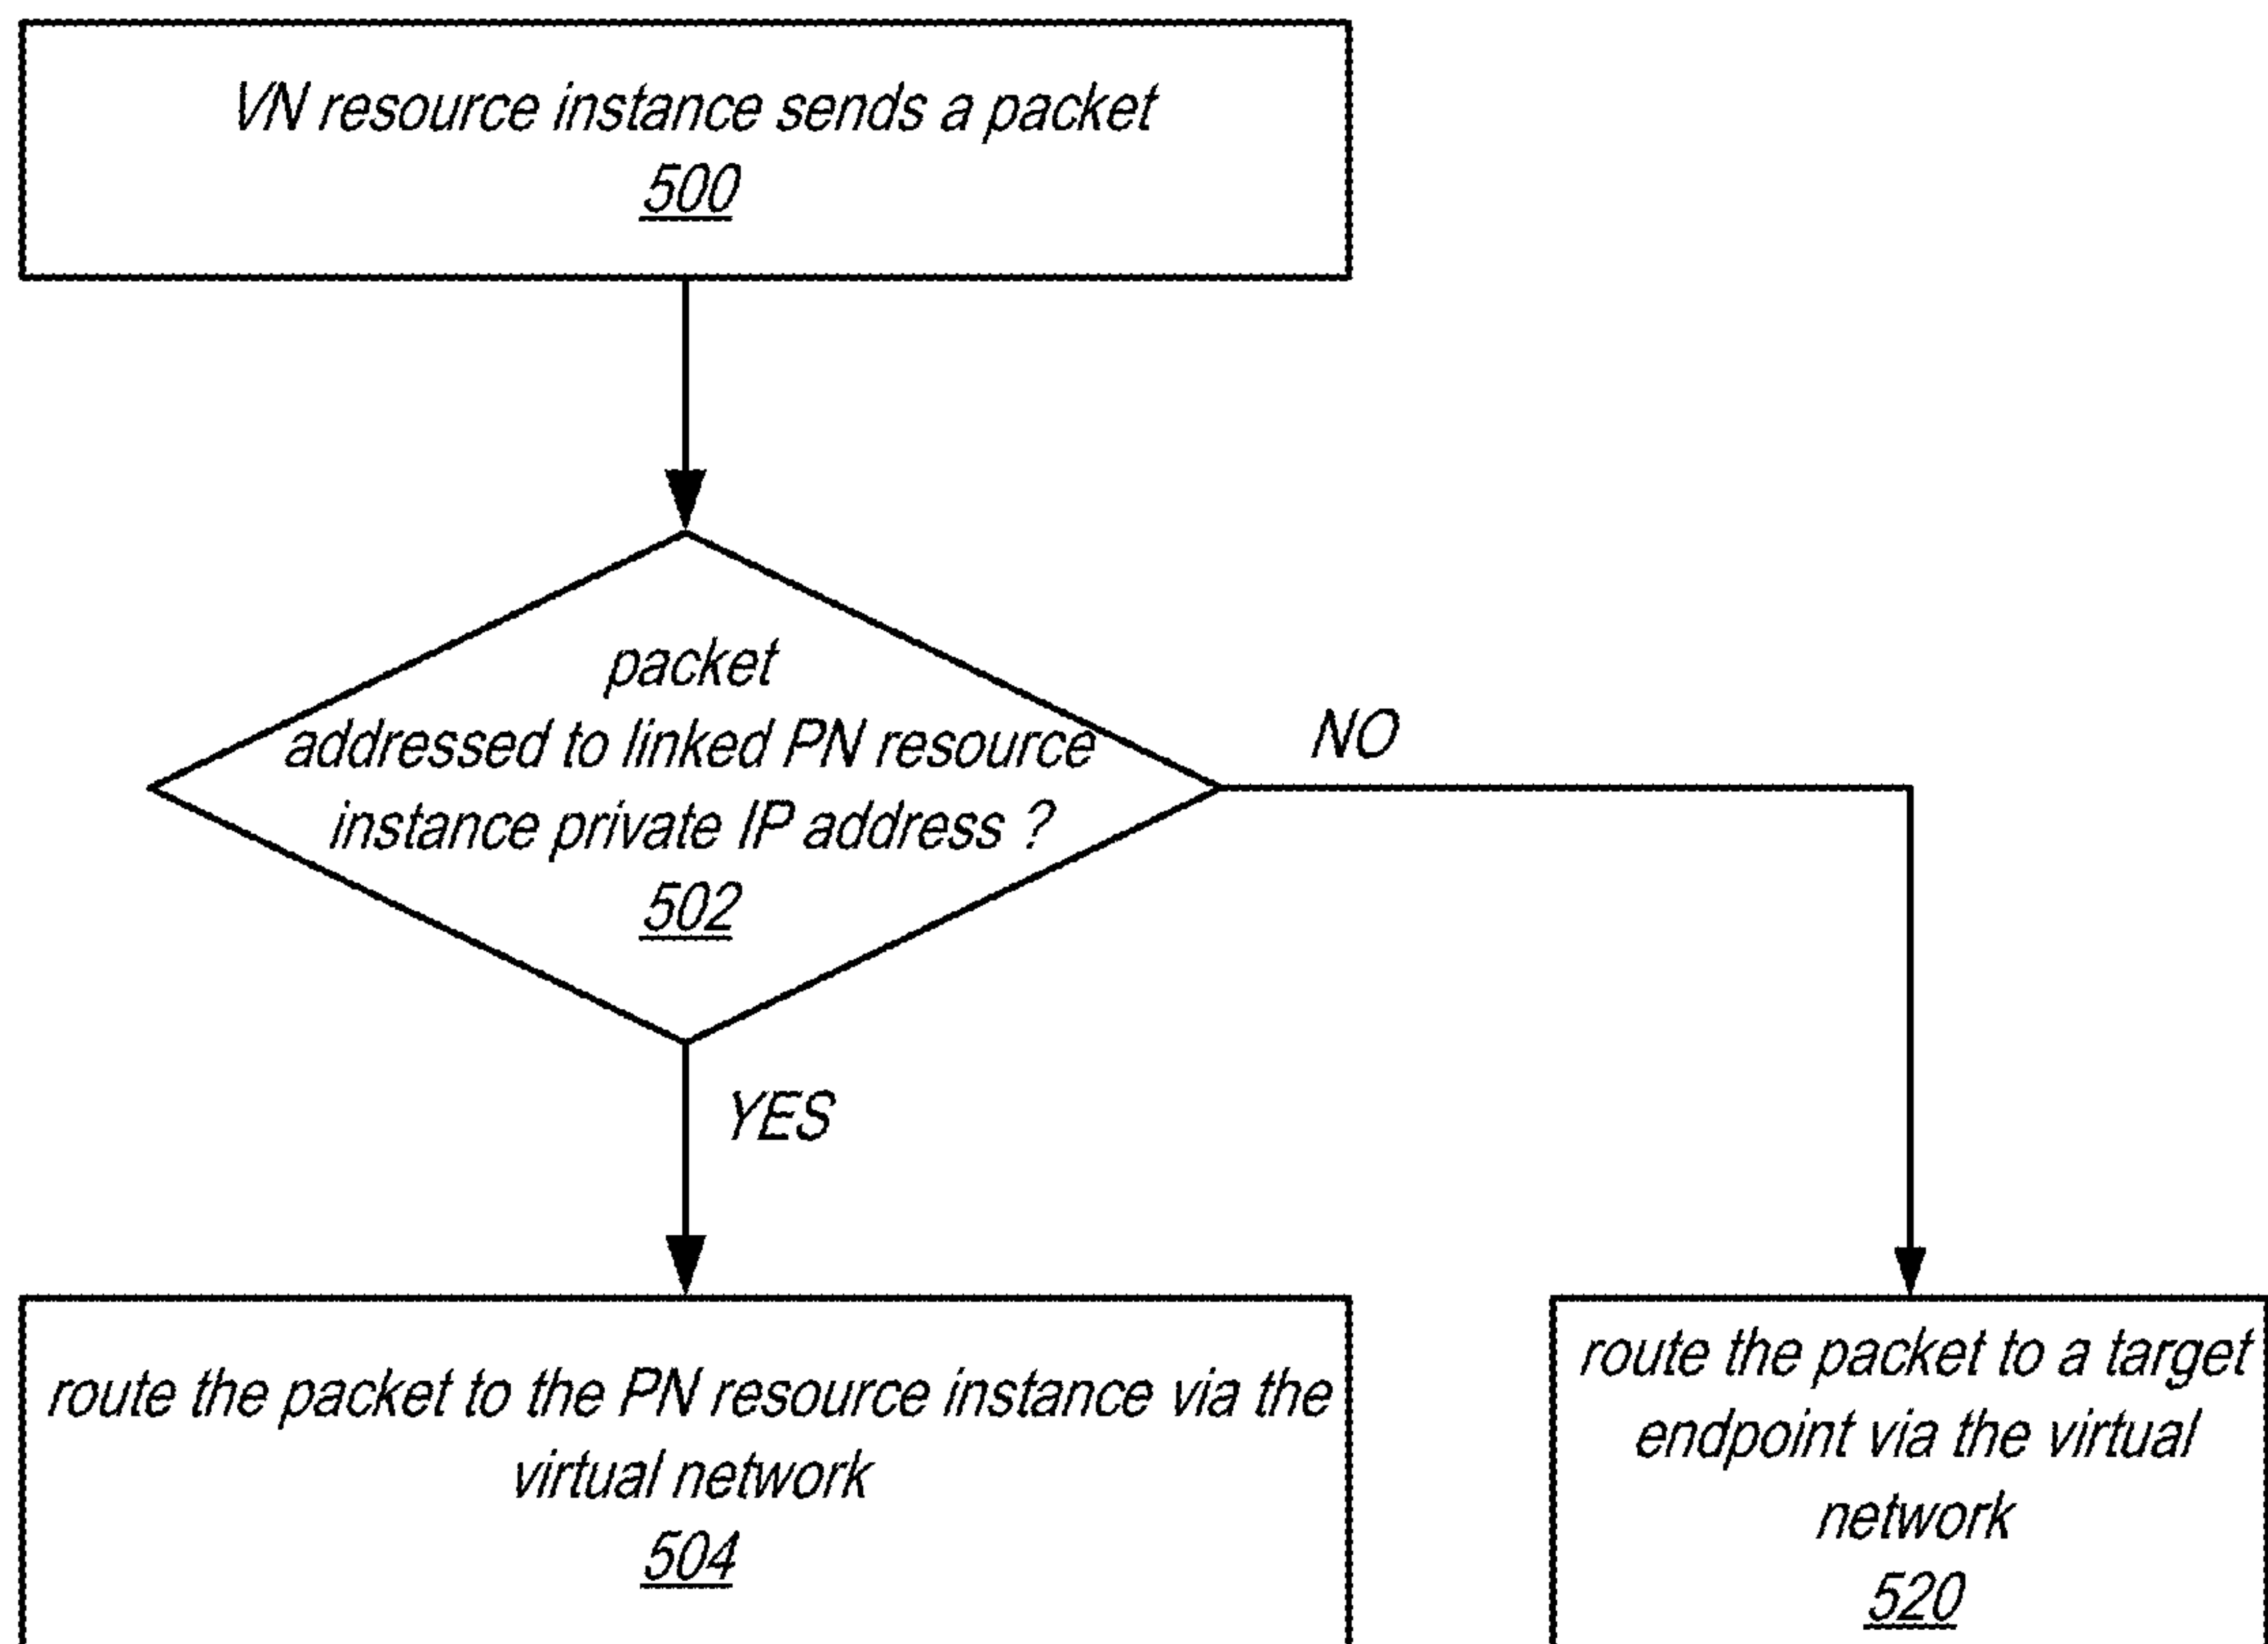 VN resource instance sends a packet
500
packet
addressed to linked PN resource
instance private IP address ?
502
NO
YES
route the packet to the PN resource instance via the
virtual network
504
route the packet to a target
endpoint via the virtual
network
520